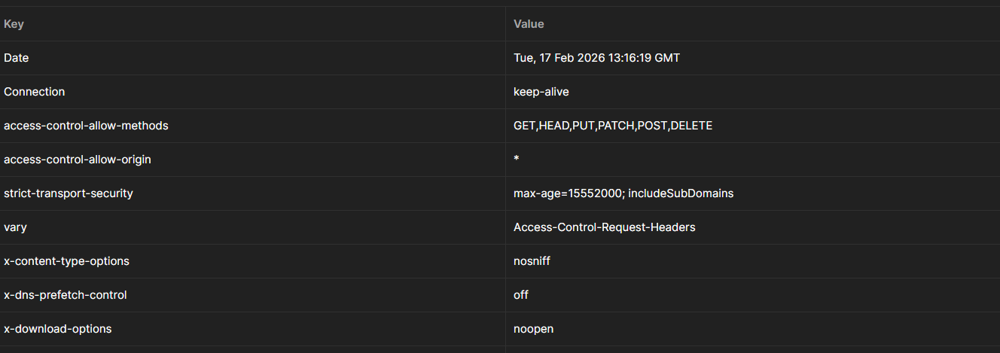 Key Value
Date Tue, 17 Feb 2026 13:16:19 GMT
Connection keep-alive
access-control-allow-methods GET,HEAD,PUT,PATCH,POST,DELETE
access-control-allow-origin *
strict-transport-security max-age=15552000; includeSubDomains
vary Access-Control-Request-Headers
x-content-type-options nosniff
x-dns-prefetch-control off
x-download-options noopen